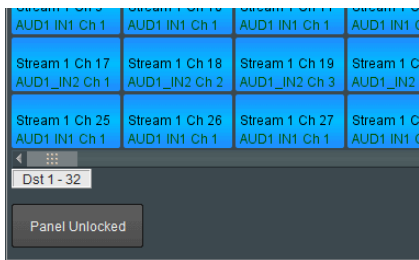 AUD1 IN1 Ch 1 AUD1 IN1 Ch 1 AUD1 IN1 Ch 1 AUD1 IN1
Stream 1 Ch 17 Stream 1 Ch 18 Stream 1 Ch 19 Stream 1
AUD1_IN2 Ch 1 AUD1_IN2 Ch 2 AUD1_IN2 Ch 3 AUD1_IN2
Stream 1 Ch 25 Stream 1 Ch 26 Stream 1 Ch 27 Stream 1
AUD1 IN1 Ch 1 AUD1 IN1 Ch 1 AUD1 IN1 Ch 1 AUD1 IN1
Dst 1 - 32
Panel Unlocked